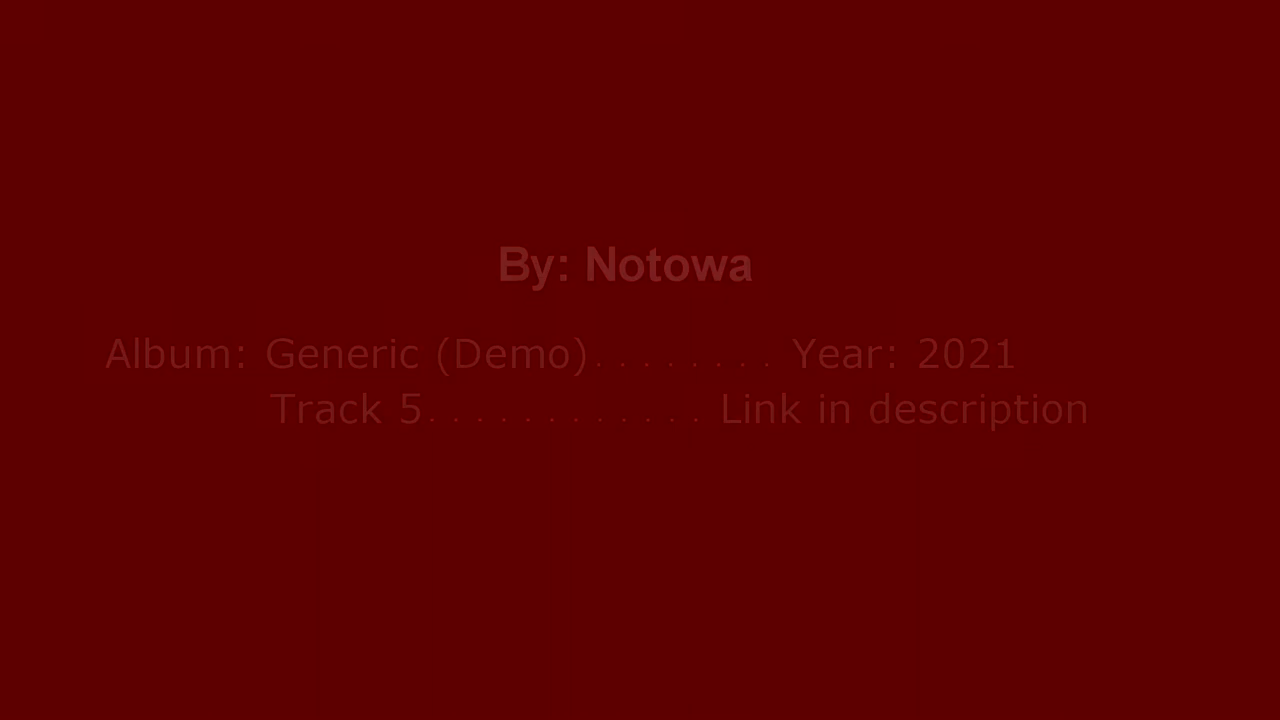 By: Notowa
Album: Generic (Demo)........ Year: 2021
Track 5............ Link in description